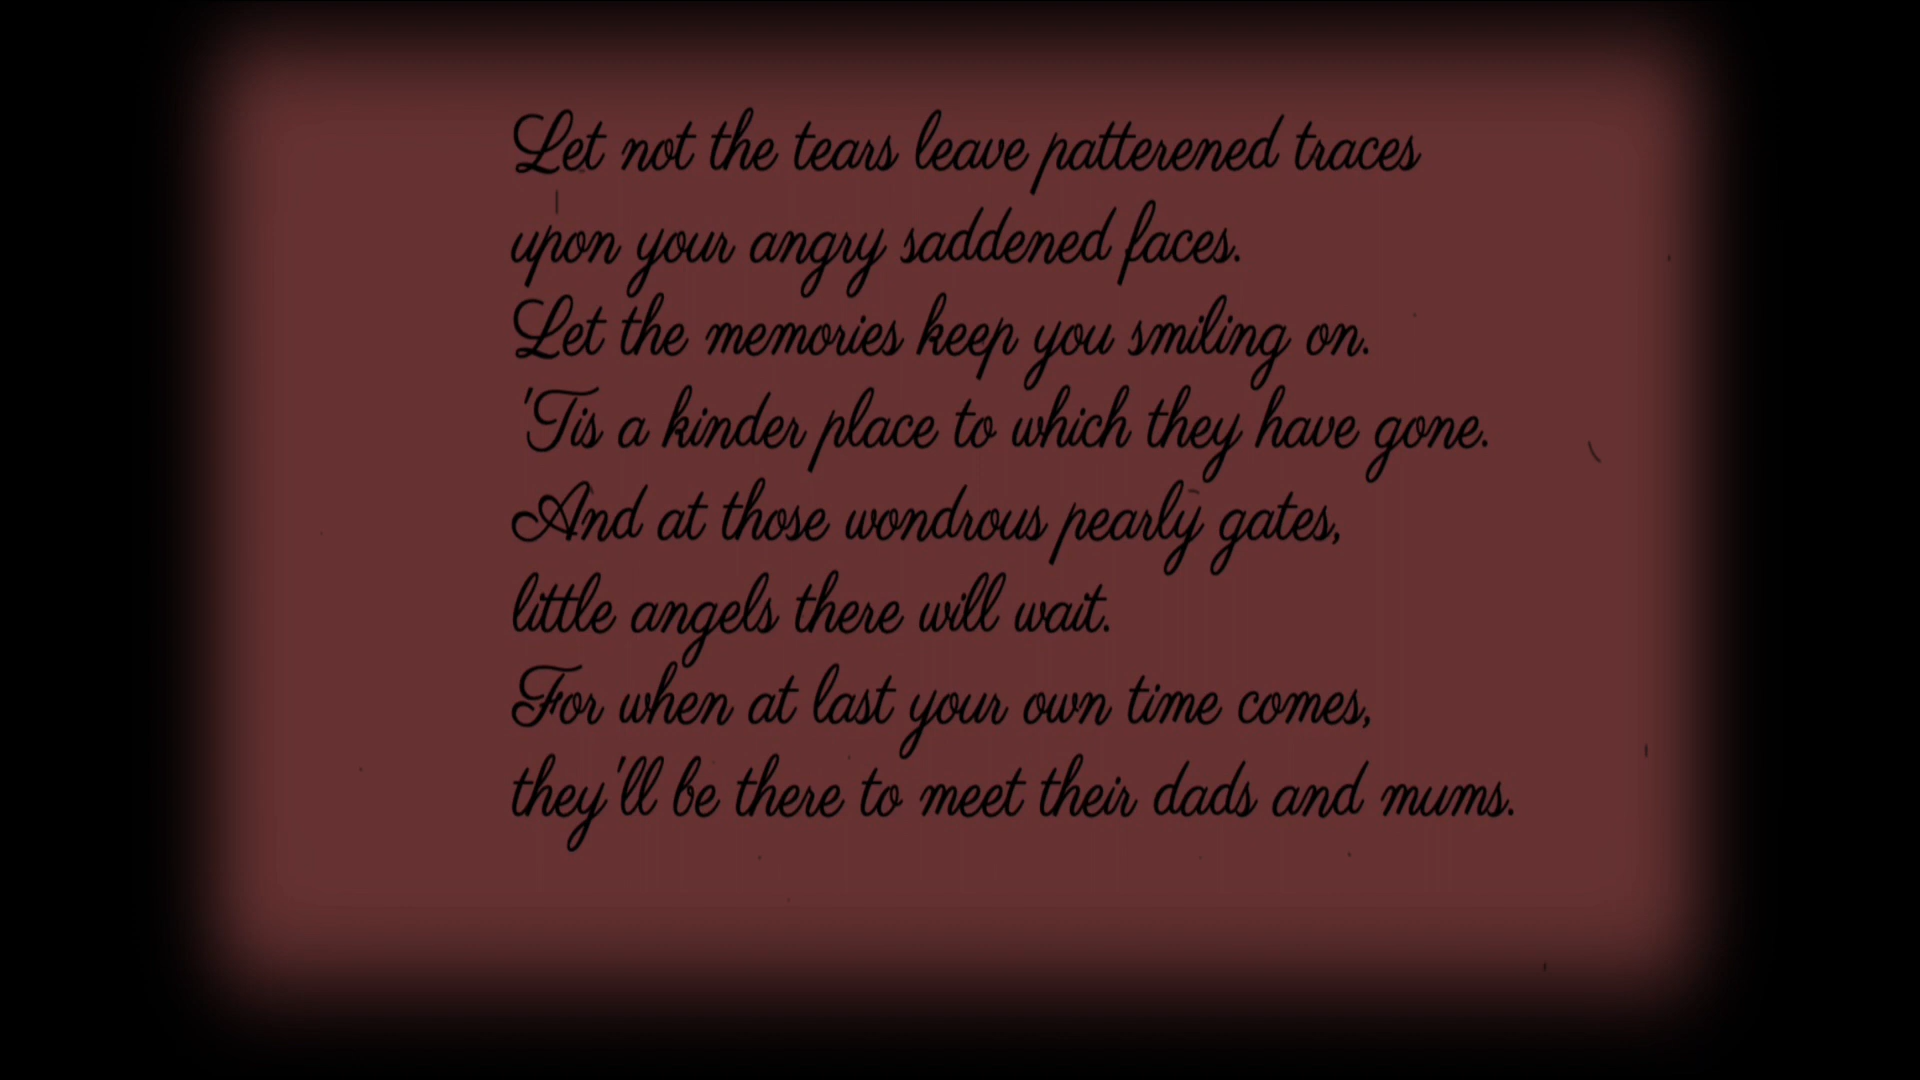 Let not the tears leave patterened traces
upon your angry saddened faces.
Let the memories keep you smiling on.
'Tis a kinder place to which they have gone.
And at those wondrous pearly gates,
little angels there will wait.
For when at last your own time comes,
they'll be there to meet their dads and mums.